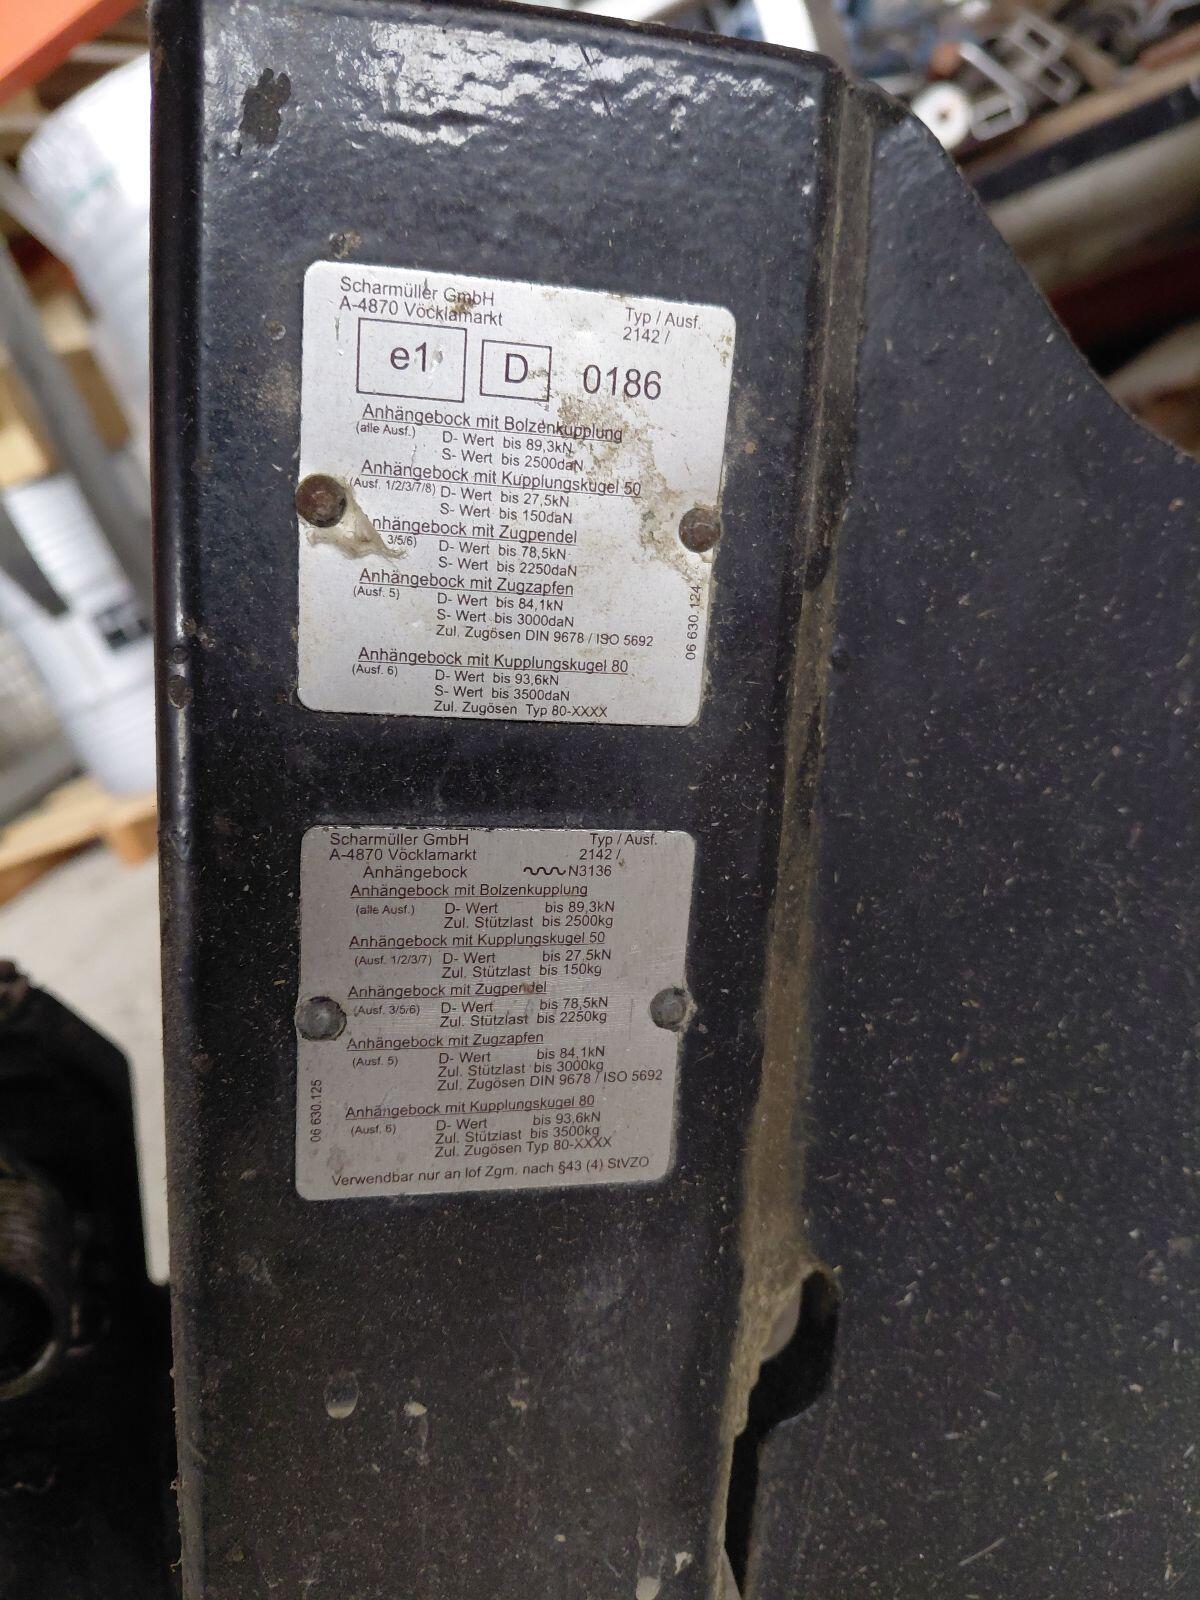 Scharmüller GmbH
A-4870 Vöcklamarkt
Typ / Ausf.
2142 /
e1 D 0186
Anhängebock mit Bolzenkupplung
(alle Ausf.) D- Wert bis 89,3kN
S- Wert bis 2500daN
Anhängebock mit Kupplungskugel 50
(Ausf. 1/2/3/7/8) D- Wert bis 27,5kN
S- Wert bis 150daN
nhängebock mit Zugpendel
3/5/6) D- Wert bis 78,5kN
S- Wert bis 2250daN
Anhängebock mit Zugzapfen
(Ausf. 5) D- Wert bis 84,1kN
S- Wert bis 3000daN
Zul. Zugösen DIN 9678 / ISO 5692
Anhängebock mit Kupplungskugel 80
(Ausf. 6) D- Wert bis 93,6kN
S- Wert bis 3500daN
Zul. Zugösen Typ 80-XXXX
06 630.124
Scharmüller GmbH Typ / Ausf.
A-4870 Vöcklamarkt 2142 /
Anhängebock N3136
Anhängebock mit Bolzenkupplung
(alle Ausf.) D- Wert bis 89,3kN
Zul. Stützlast bis 2500kg
Anhängebock mit Kupplungskugel 50
(Ausf. 1/2/3/7) D- Wert bis 27,5kN
Zul. Stützlast bis 150kg
Anhängebock mit Zugpendel
(Ausf. 3/5/6) D- Wert bis 78,5kN
Zul. Stützlast bis 2250kg
Anhängebock mit Zugzapfen
(Ausf. 5) D- Wert bis 84,1kN
Zul. Stützlast bis 3000kg
Zul. Zugösen DIN 9678 / ISO 5692
Anhängebock mit Kupplungskugel 80
(Ausf. 6) D- Wert bis 93,6kN
Zul. Stützlast bis 3500kg
Zul. Zugösen Typ 80-XXXX
Verwendbar nur an lof Zgm. nach §43 (4) StVZO
06 630.125